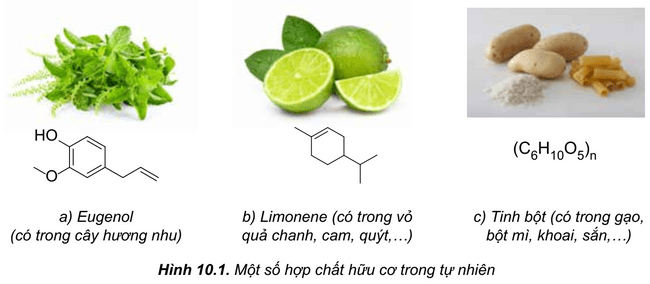 HO
O
(C6H10O5)n
a) Eugenol
(có trong cây hương nhu)
b) Limonene (có trong vỏ
quả chanh, cam, quýt,...)
c) Tinh bột (có trong gạo,
bột mì, khoai, sắn,...)
Hình 10.1. Một số hợp chất hữu cơ trong tự nhiên